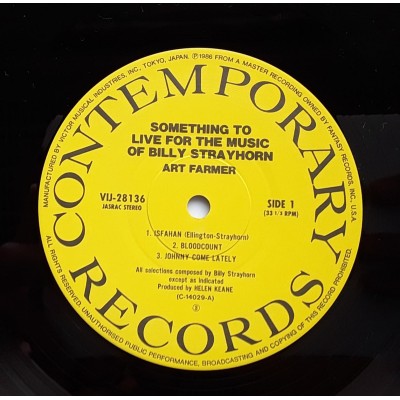 MANUFACTURED BY VICTOR MUSICAL INDUSTRIES, INC., TOKYO, JAPAN, ℗1986 FROM A MASTER RECORDING OWNED BY FANTASY RECORDS, INC., U.S.A.
CONTEMPORARY
SOMETHING TO
LIVE FOR THE MUSIC
OF BILLY STRAYHORN
ART FARMER
VIJ-28136
JASRAC STEREO
SIDE 1
(33 1/3 RPM)
1. ISFAHAN (Ellington-Strayhorn)
2. BLOODCOUNT
3. JOHNNY COME LATELY
All selections composed by Billy Strayhorn
except as indicated
Produced by HELEN KEANE
(C-14029-A)
RECORDS
ALL RIGHTS RESERVED. UNAUTHORISED PUBLIC PERFORMANCE, BROADCASTING AND COPYING OF THIS RECORD PROHIBITED.